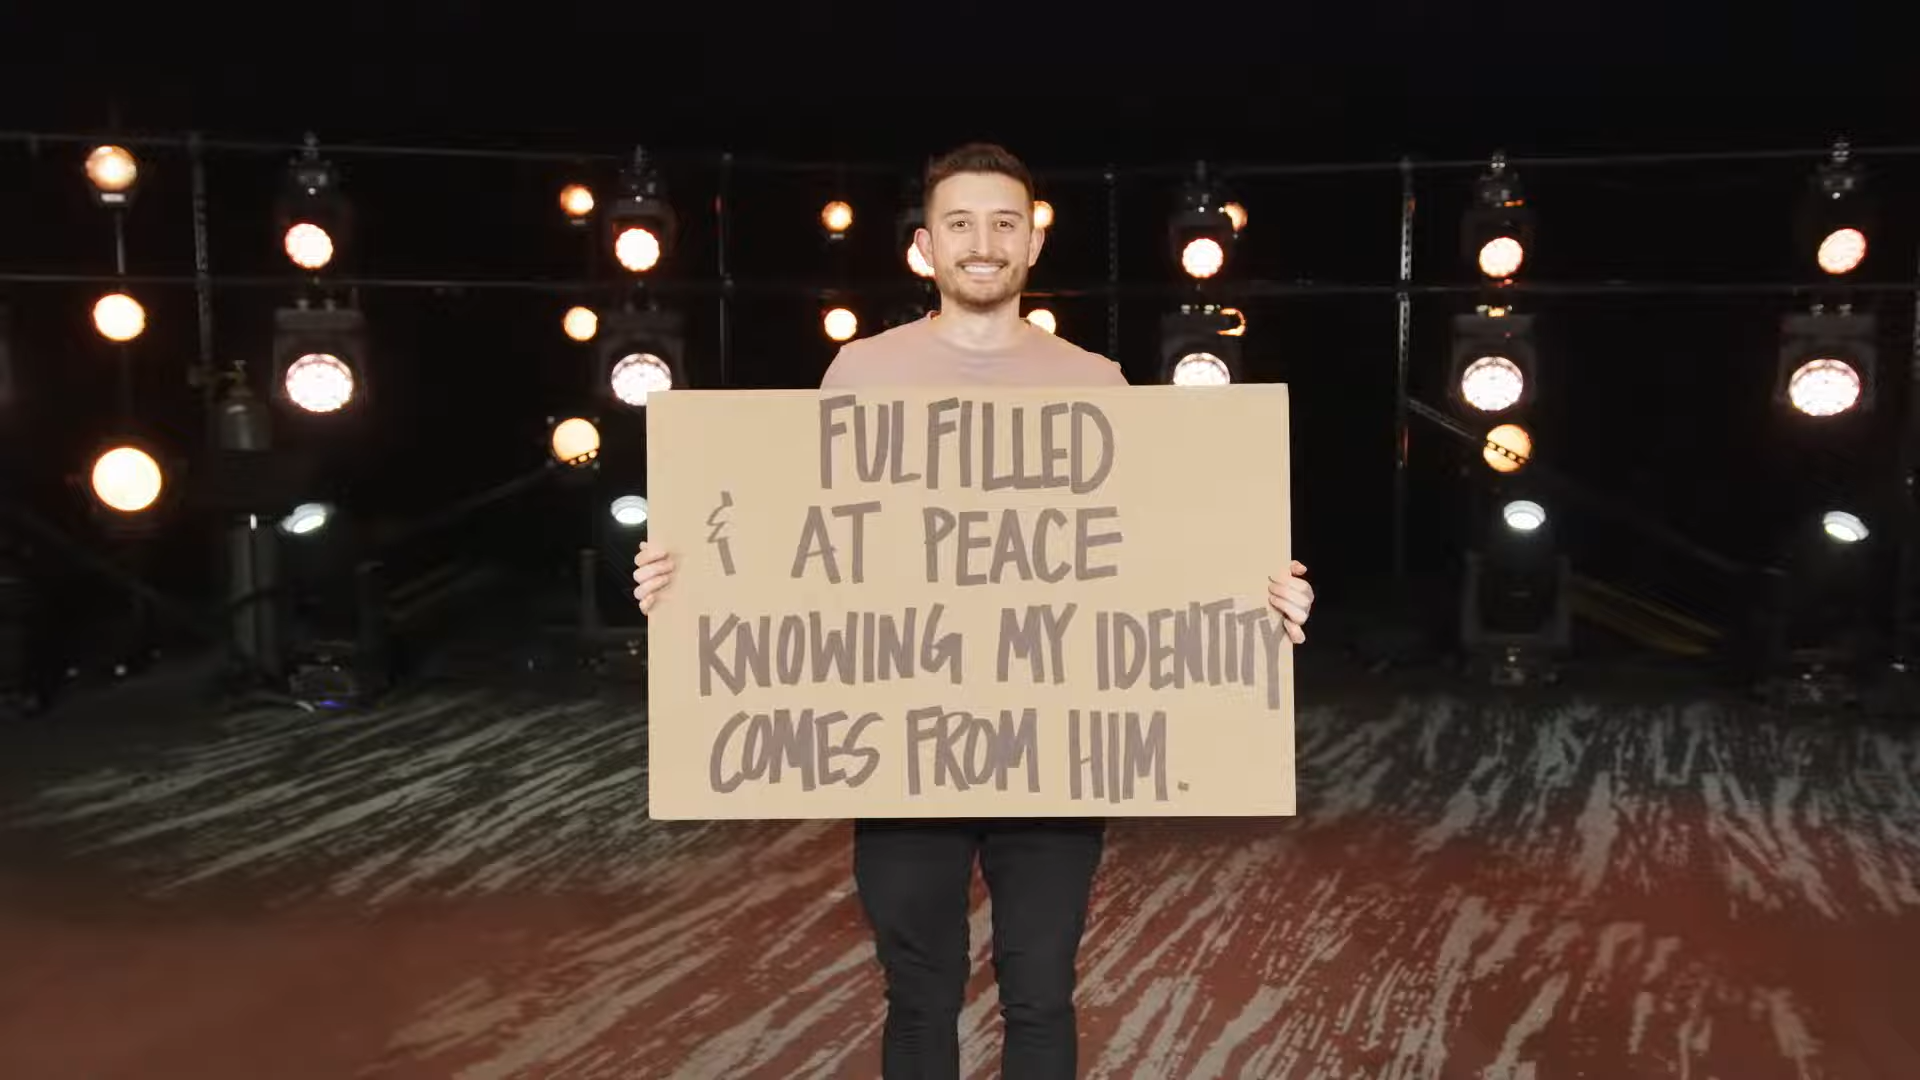 FULFILLED
& AT PEACE
KNOWING MY IDENTITY
COMES FROM HIM.